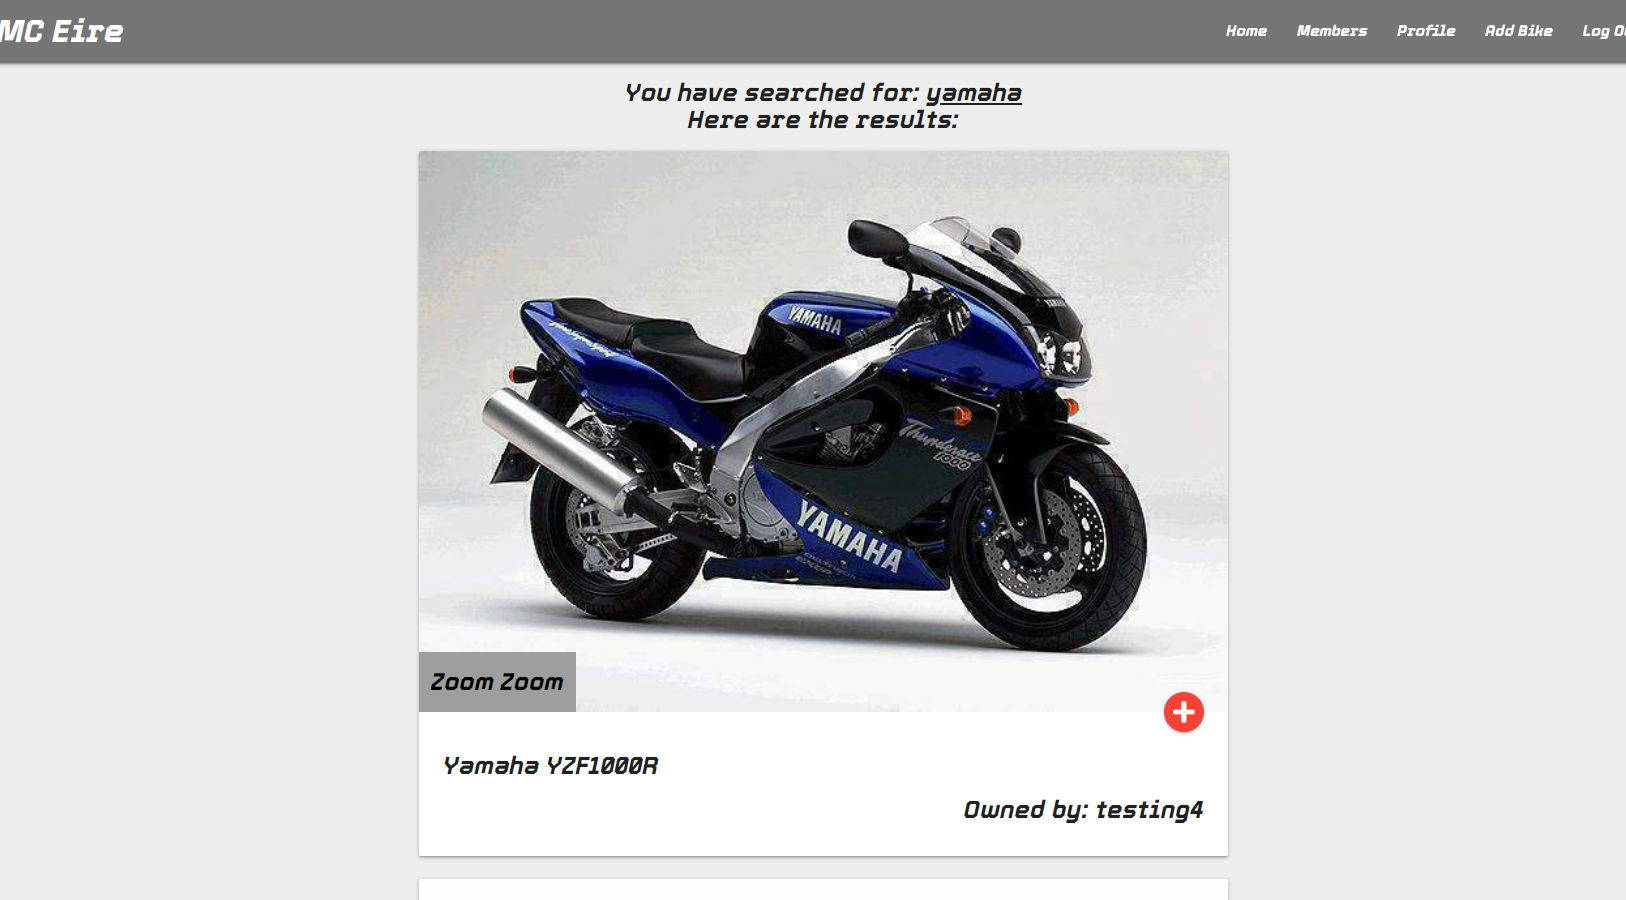 MC Eire
Home Members Profile Add Bike Log
You have searched for: yamaha
Here are the results:
YAMAHA
Thunderace
1000
YAMAHA
Zoom Zoom
Yamaha YZF1000R
Owned by: testing4